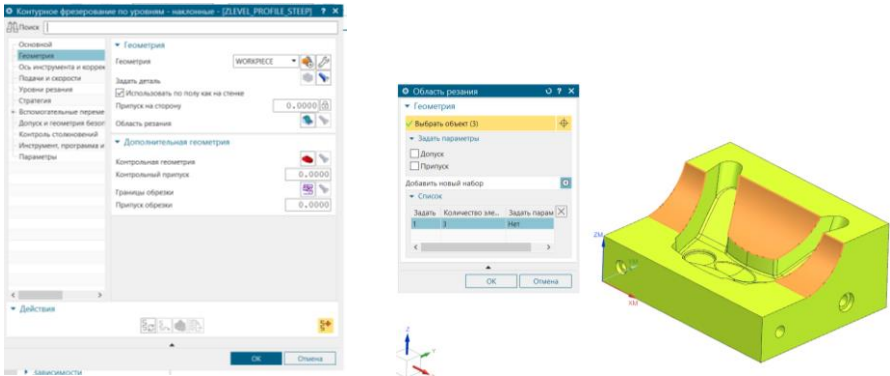 Контурное фрезерование по уровням - наклонные - [ZLEVEL_PROFILE_STEEP] ? X
Поиск
Основной
Геометрия
Ось инструмента и коррек
Подачи и скорости
Уровни резания
Стратегия
Вспомогательные переме
Допуск и геометрия безоп
Контроль столкновений
Инструмент, программа и
Параметры
Геометрия
Геометрия WORKPIECE
Задать деталь
Использовать по полу как на стенке
Припуск на сторону 0.0000
Область резания
Дополнительная геометрия
Контрольная геометрия
Контрольный припуск 0.0000
Границы обрезки
Припуск обрезки 0.0000
Действия
ОК Отмена
Зависимости
Область резания ? X
Геометрия
Выбрать объект (3)
Задать параметры
Допуск
Припуск
Добавить новый набор
Список
Задать Количество эле... Задать парам
1 3 Нет
ОК Отмена
Z
Y
ZM
YM
XM